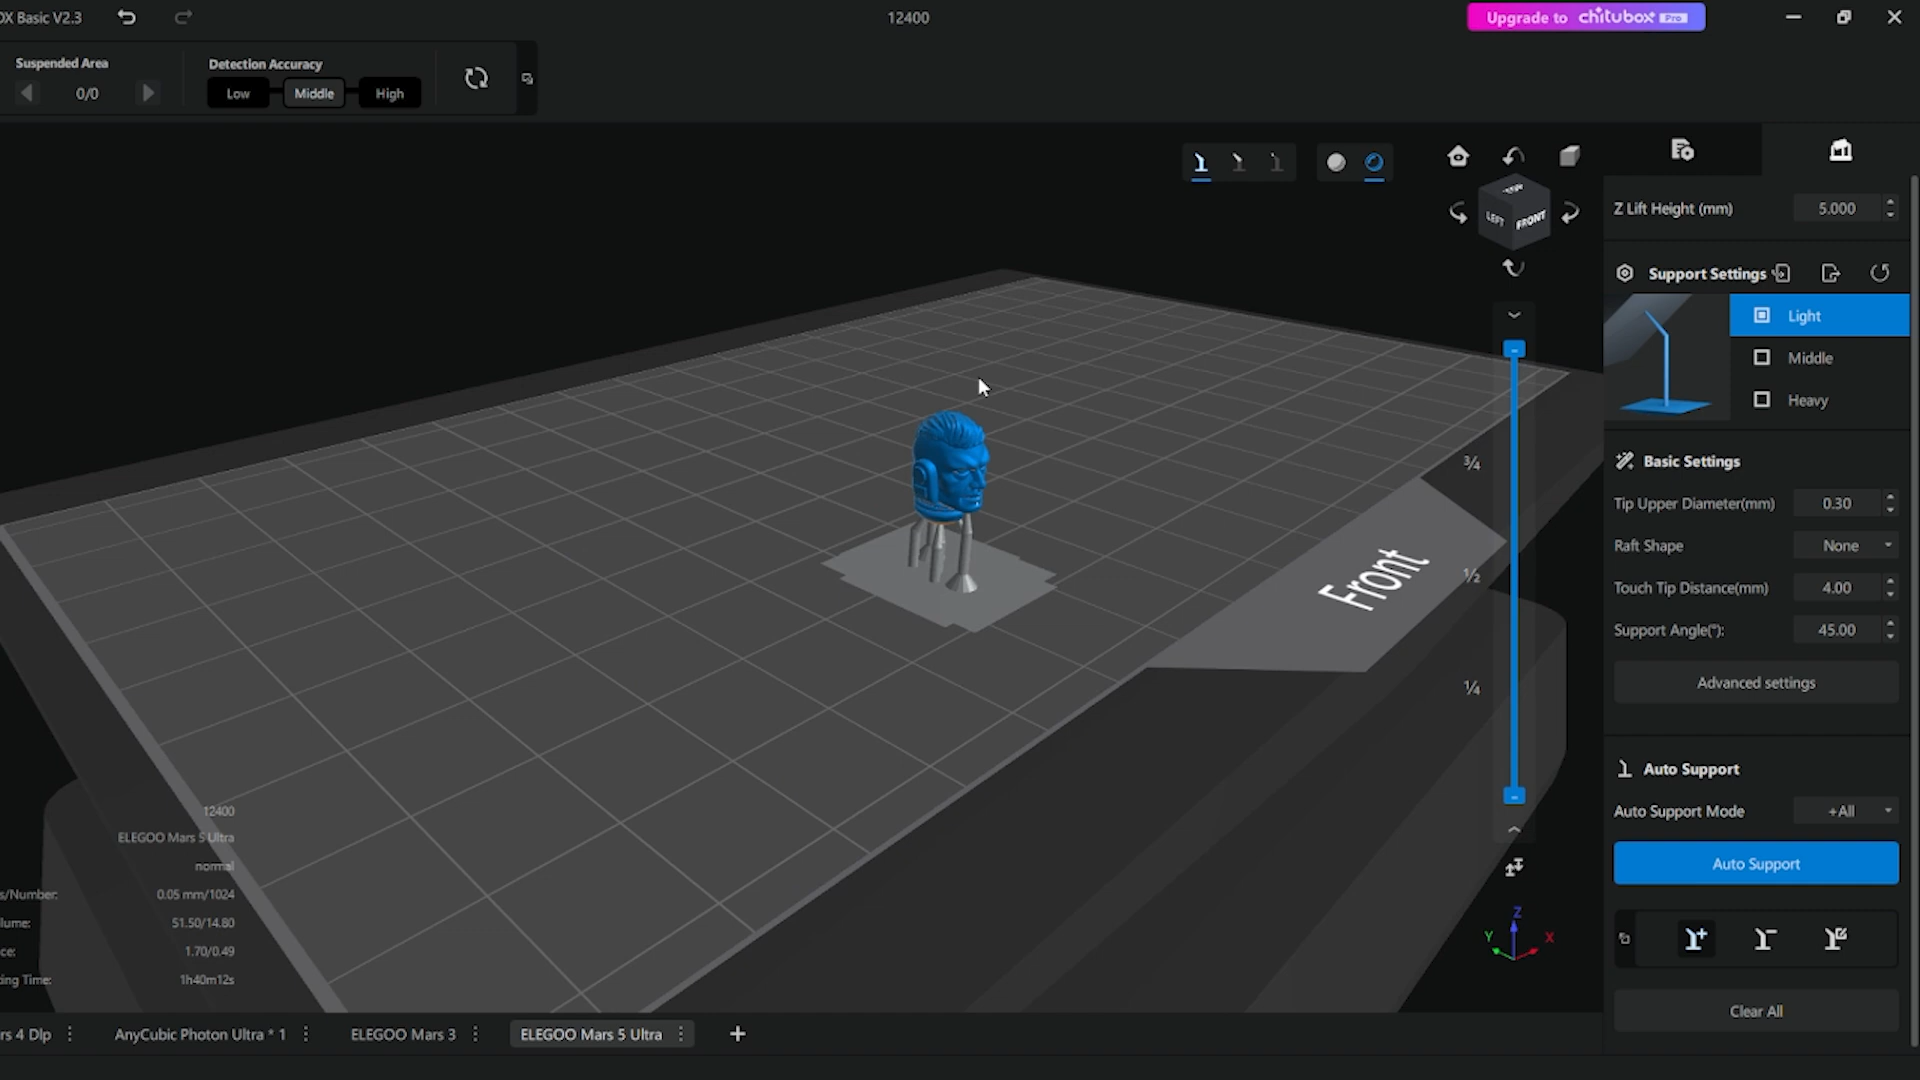 OX Basic V2.3
12400
Upgrade to chitubox Pro
Suspended Area
0/0
Detection Accuracy
Low
Middle
High
LEFT
FRONT
Z Lift Height (mm)
5.000
Support Settings
Light
Middle
Heavy
Basic Settings
Tip Upper Diameter(mm)
0.30
Raft Shape
None
Touch Tip Distance(mm)
4.00
Support Angle(°):
45.00
Advanced settings
Auto Support
Auto Support Mode
+All
Auto Support
Clear All
¾
½
¼
Front
Z
Y
X
12400
ELEGOO Mars 5 Ultra
normal
s/Number:
0.05 mm/1024
lume:
51.50/14.80
ce:
1.70/0.49
ing Time:
1h40m12s
rs 4 Dlp
AnyCubic Photon Ultra * 1
ELEGOO Mars 3
ELEGOO Mars 5 Ultra